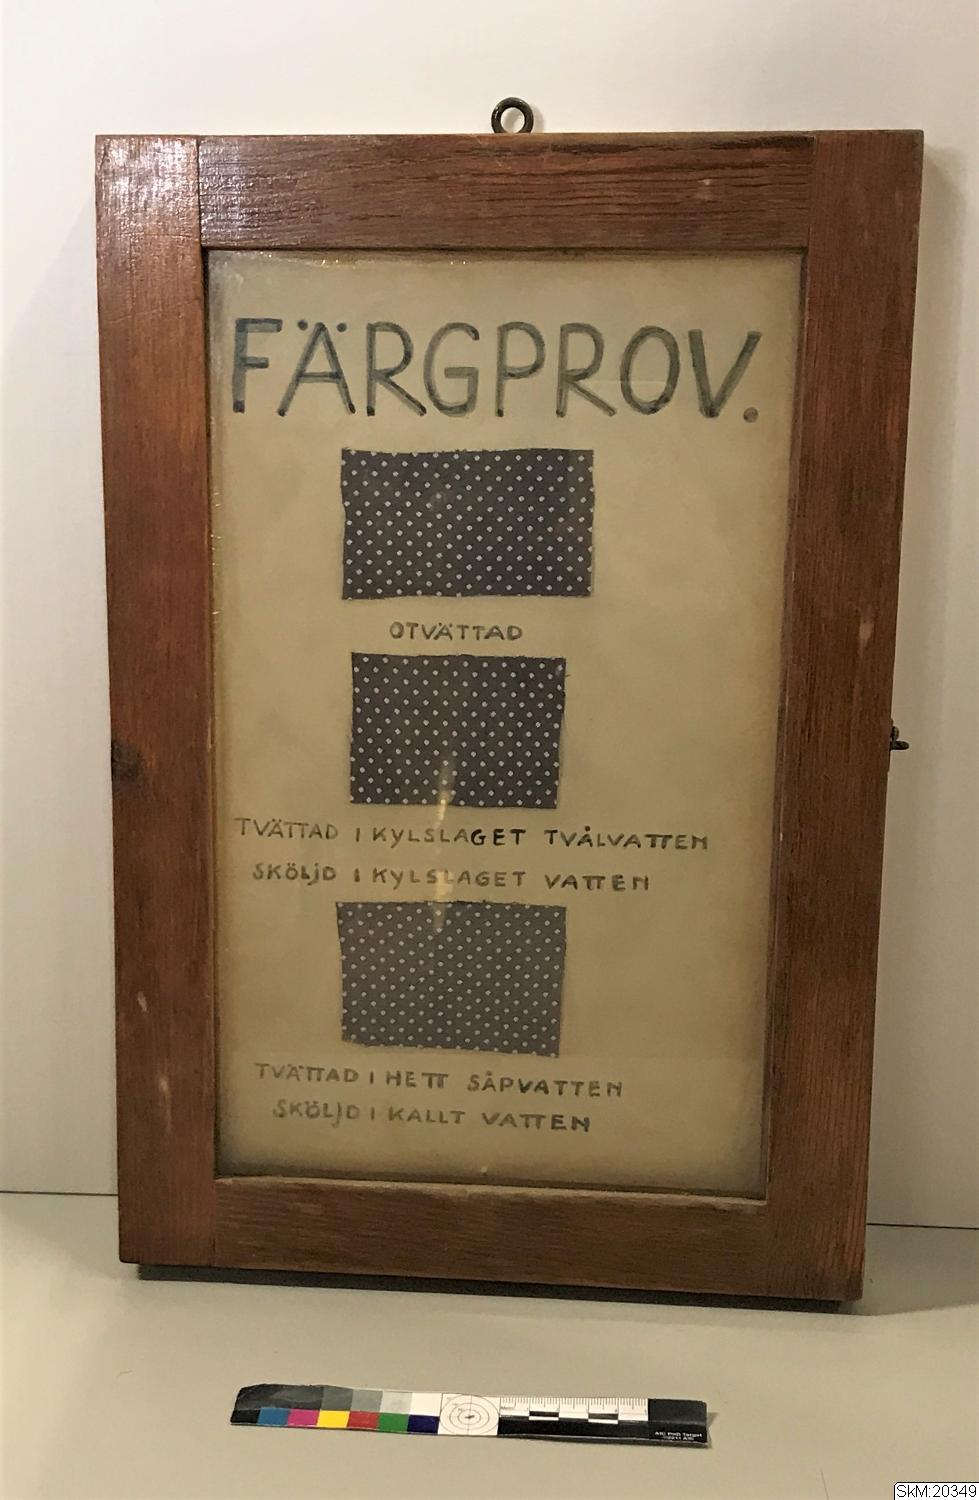 FÄRGPROV.
OTVÄTTAD
TVÄTTAD I KYLSLAGET TVÅLVATTEN
SKÖLJD I KYLSLAGET VATTEN
TVÄTTAD I HETT SÅPVATTEN
SKÖLJD I KALLT VATTEN
SkM:20349